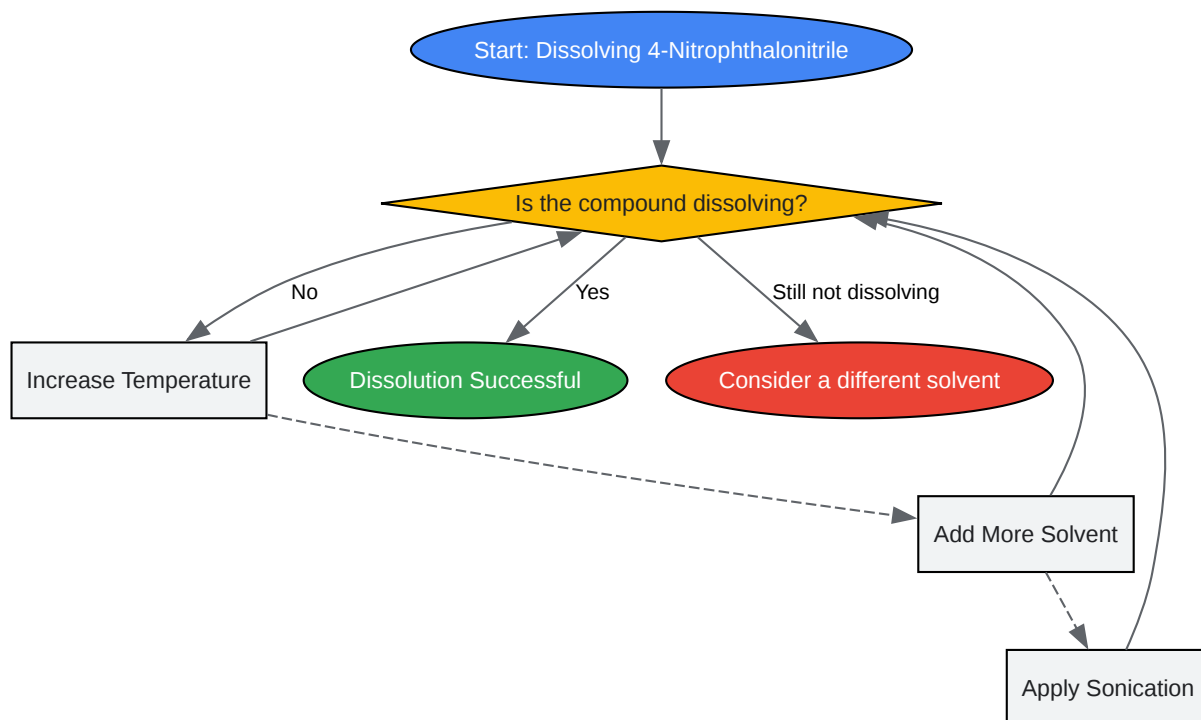 Start: Dissolving 4-Nitrophthalonitrile
Is the compound dissolving?
No
Yes
Still not dissolving
Increase Temperature
Dissolution Successful
Consider a different solvent
Add More Solvent
Apply Sonication